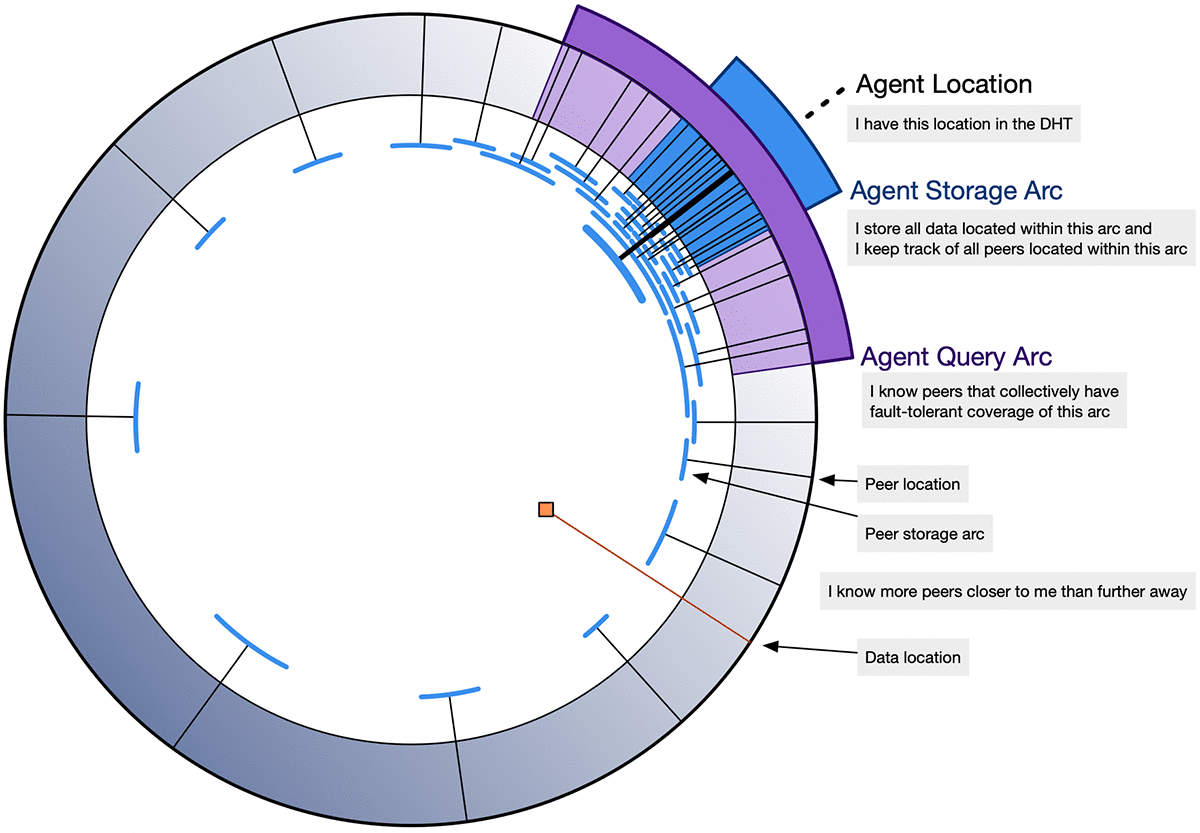 Agent Location
I have this location in the DHT
Agent Storage Arc
I store all data located within this arc and
I keep track of all peers located within this arc
Agent Query Arc
I know peers that collectively have
fault-tolerant coverage of this arc
Peer location
Peer storage arc
I know more peers closer to me than further away
Data location